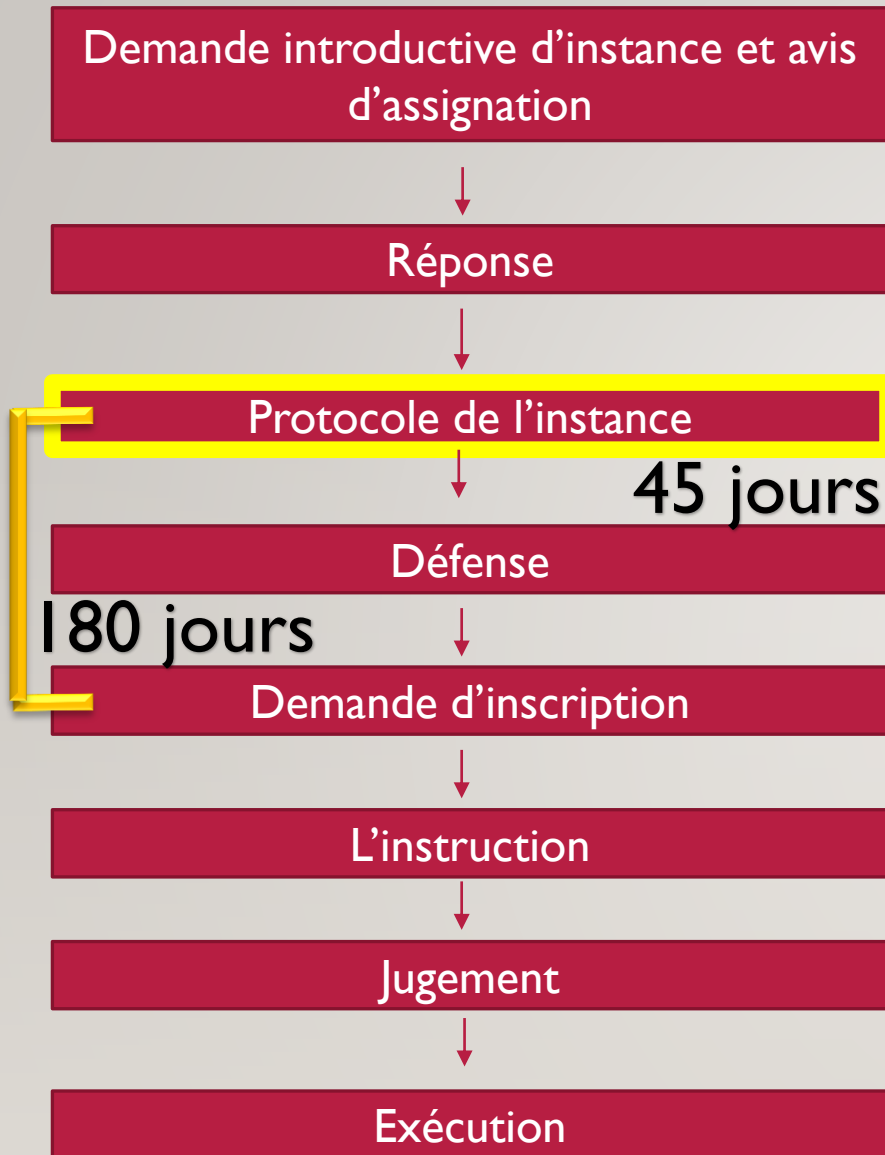 Demande introductive d’instance et avis
d’assignation
Réponse
Protocole de l’instance
45 jours
Défense
180 jours
Demande d’inscription
L’instruction
Jugement
Exécution